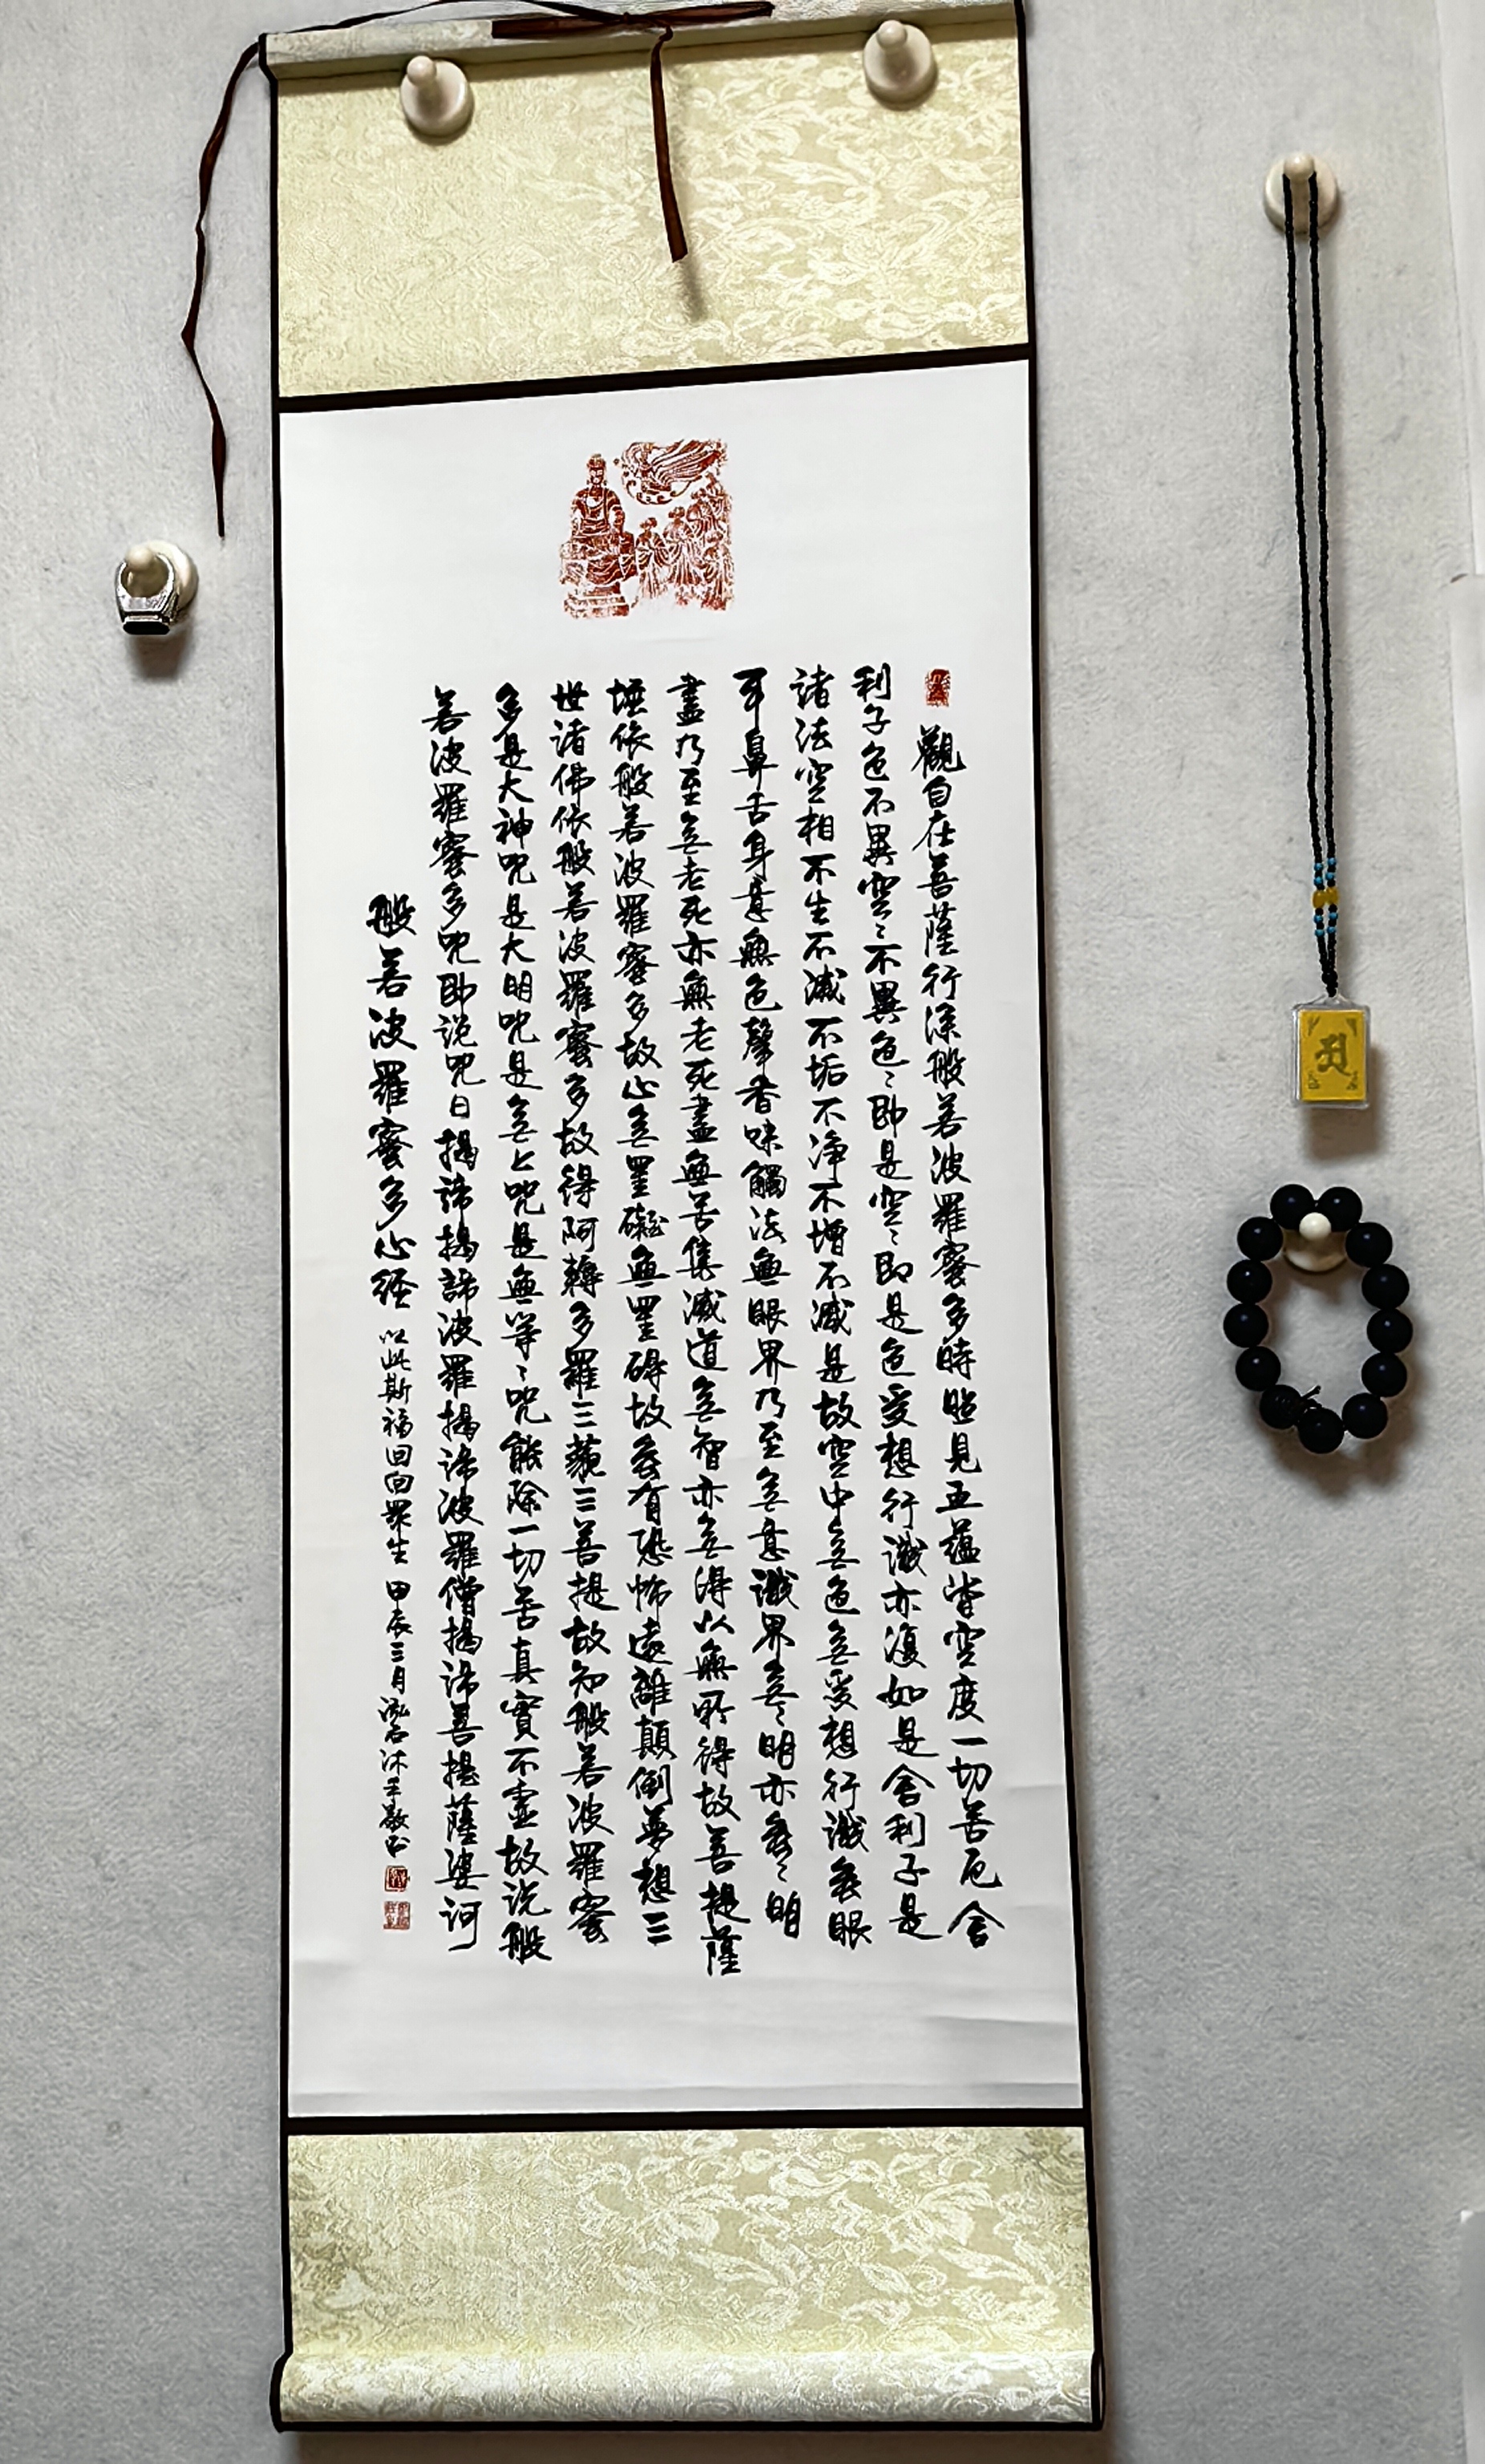 觀自在菩薩行深般若波羅蜜多時照見五蘊皆空度一切苦厄舍
利子色不異空〻不異色〻即是空〻即是色受想行識亦復如是舍利子是
諸法空相不生不滅不垢不淨不增不減是故空中無色無受想行識無眼
耳鼻舌身意無色聲香味觸法無眼界乃至無意識界無〻明亦無〻明
盡乃至無老死亦無老死盡無苦集滅道無智亦無得以無所得故菩提薩
埵依般若波羅蜜多故心無罣礙無罣碍故無有恐怖遠離顛倒夢想三
世諸佛依般若波羅蜜多故得阿耨多羅三藐三菩提故知般若波羅蜜
多是大神咒是大明咒是無上咒是無等〻咒能除一切苦真實不虛故说般
若波羅蜜多咒即说咒曰揭諦揭諦波羅揭諦波羅僧揭諦菩提薩婆訶
般若波羅蜜多心経
以此斯福回向眾生 甲辰三月泓石沐手敬书